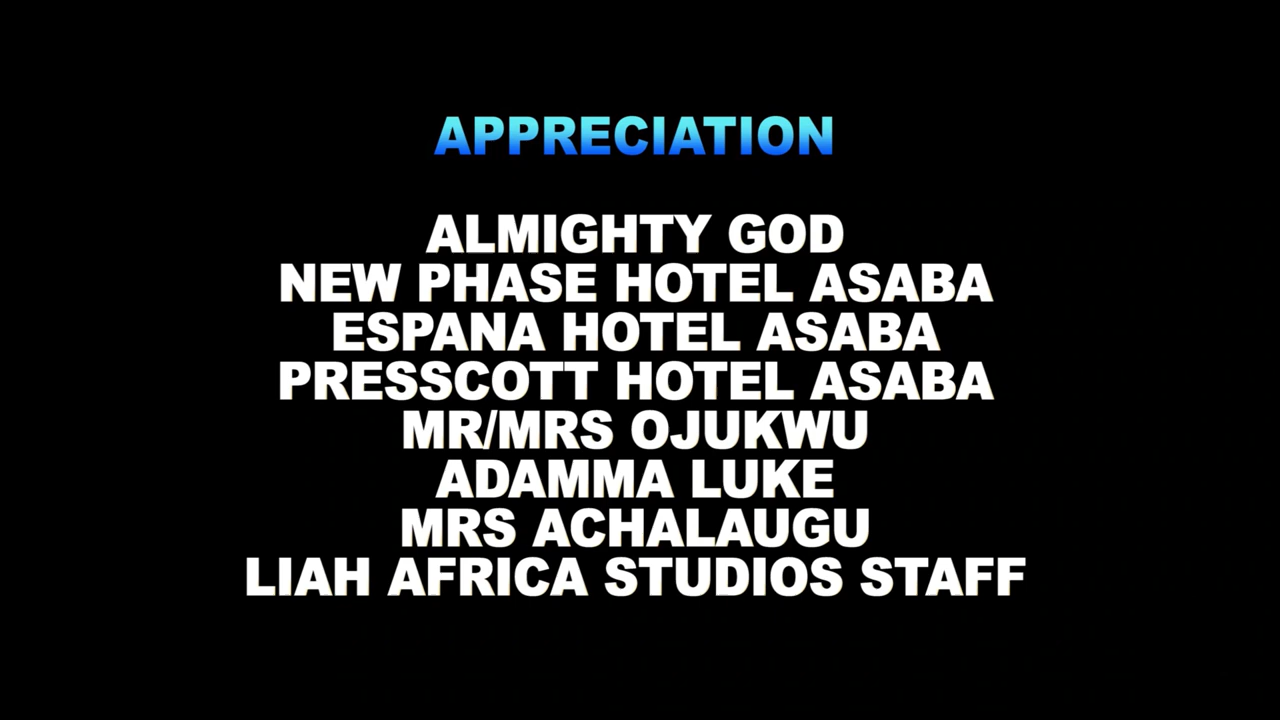 APPRECIATION
ALMIGHTY GOD
NEW PHASE HOTEL ASABA
ESPANA HOTEL ASABA
PRESSCOTT HOTEL ASABA
MR/MRS OJUKWU
ADAMMA LUKE
MRS ACHALAUGU
LIAH AFRICA STUDIOS STAFF